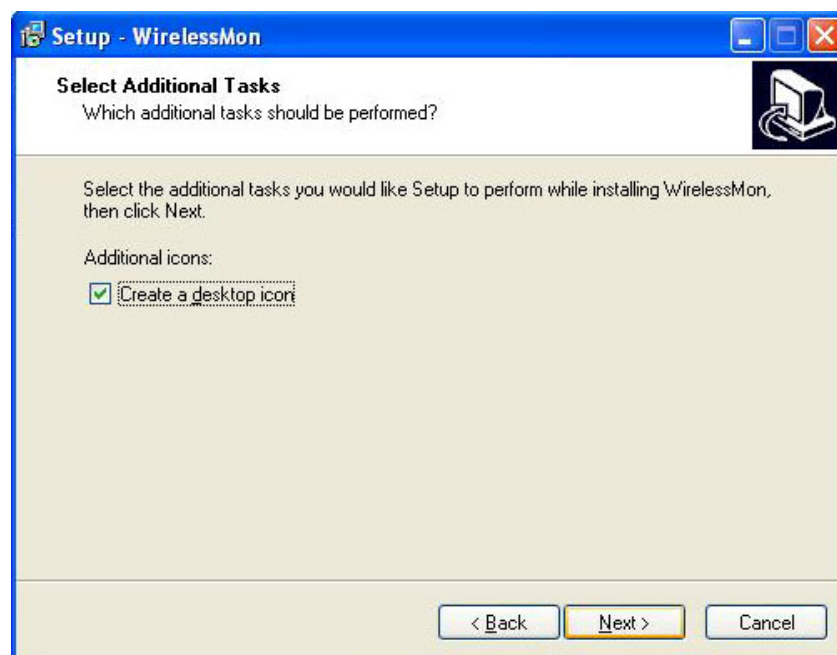 Setup - WirelessMon
Select Additional Tasks
Which additional tasks should be performed?
Select the additional tasks you would like Setup to perform while installing WirelessMon,
then click Next.
Additional icons:
Create a desktop icon
< Back
Next >
Cancel